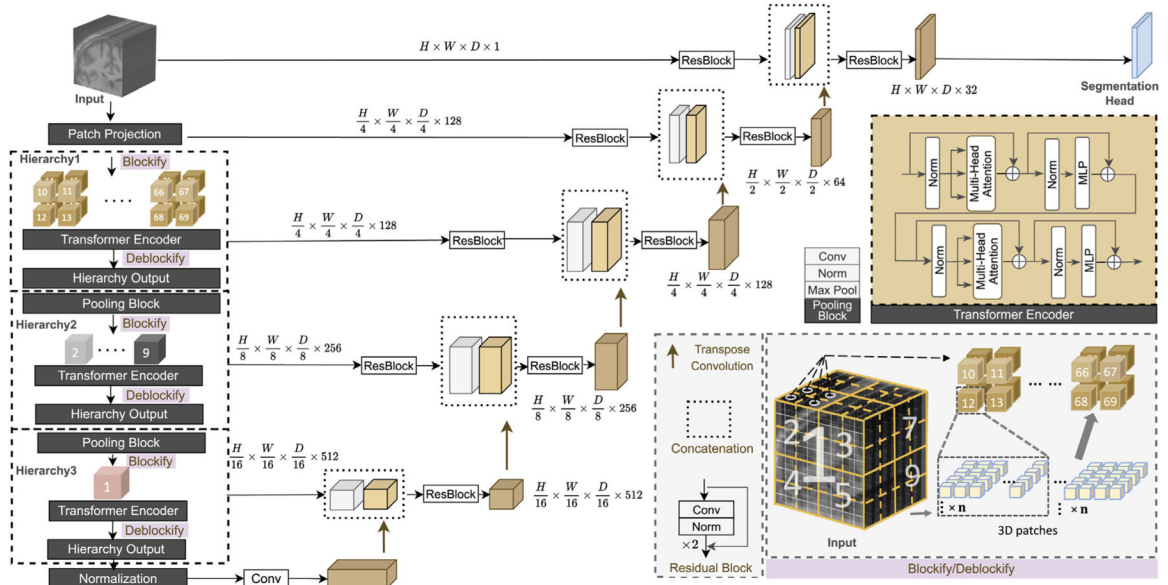 Input
H × W × D × 1
ResBlock
ResBlock
H × W × D × 32
Segmentation
Head
Patch Projection
H/4 × W/4 × D/4 × 128
ResBlock
ResBlock
H/2 × W/2 × D/2 × 64
Hierarchy1
Blockify
10 11 66 67
12 13 68 69
Transformer Encoder
Deblockify
Hierarchy Output
H/4 × W/4 × D/4 × 128
ResBlock
ResBlock
H/4 × W/4 × D/4 × 128
Pooling Block
Hierarchy2
Blockify
2 9
Transformer Encoder
Deblockify
Hierarchy Output
H/8 × W/8 × D/8 × 256
ResBlock
ResBlock
H/8 × W/8 × D/8 × 256
Pooling Block
Hierarchy3
Blockify
1
Transformer Encoder
Deblockify
Hierarchy Output
H/16 × W/16 × D/16 × 512
ResBlock
ResBlock
H/16 × W/16 × D/16 × 512
Normalization
Conv
Norm
Multi-Head
Attention
Norm
MLP
Norm
Multi-Head
Attention
Norm
MLP
Transformer Encoder
Conv
Norm
Max Pool
Pooling
Block
Transpose
Convolution
Concatenation
Conv
Norm
×2
Residual Block
2 1 3 7
4 5 9
Input
10 11 66 67
12 13 68 69
× n × n
3D patches
Blockify/Deblockify